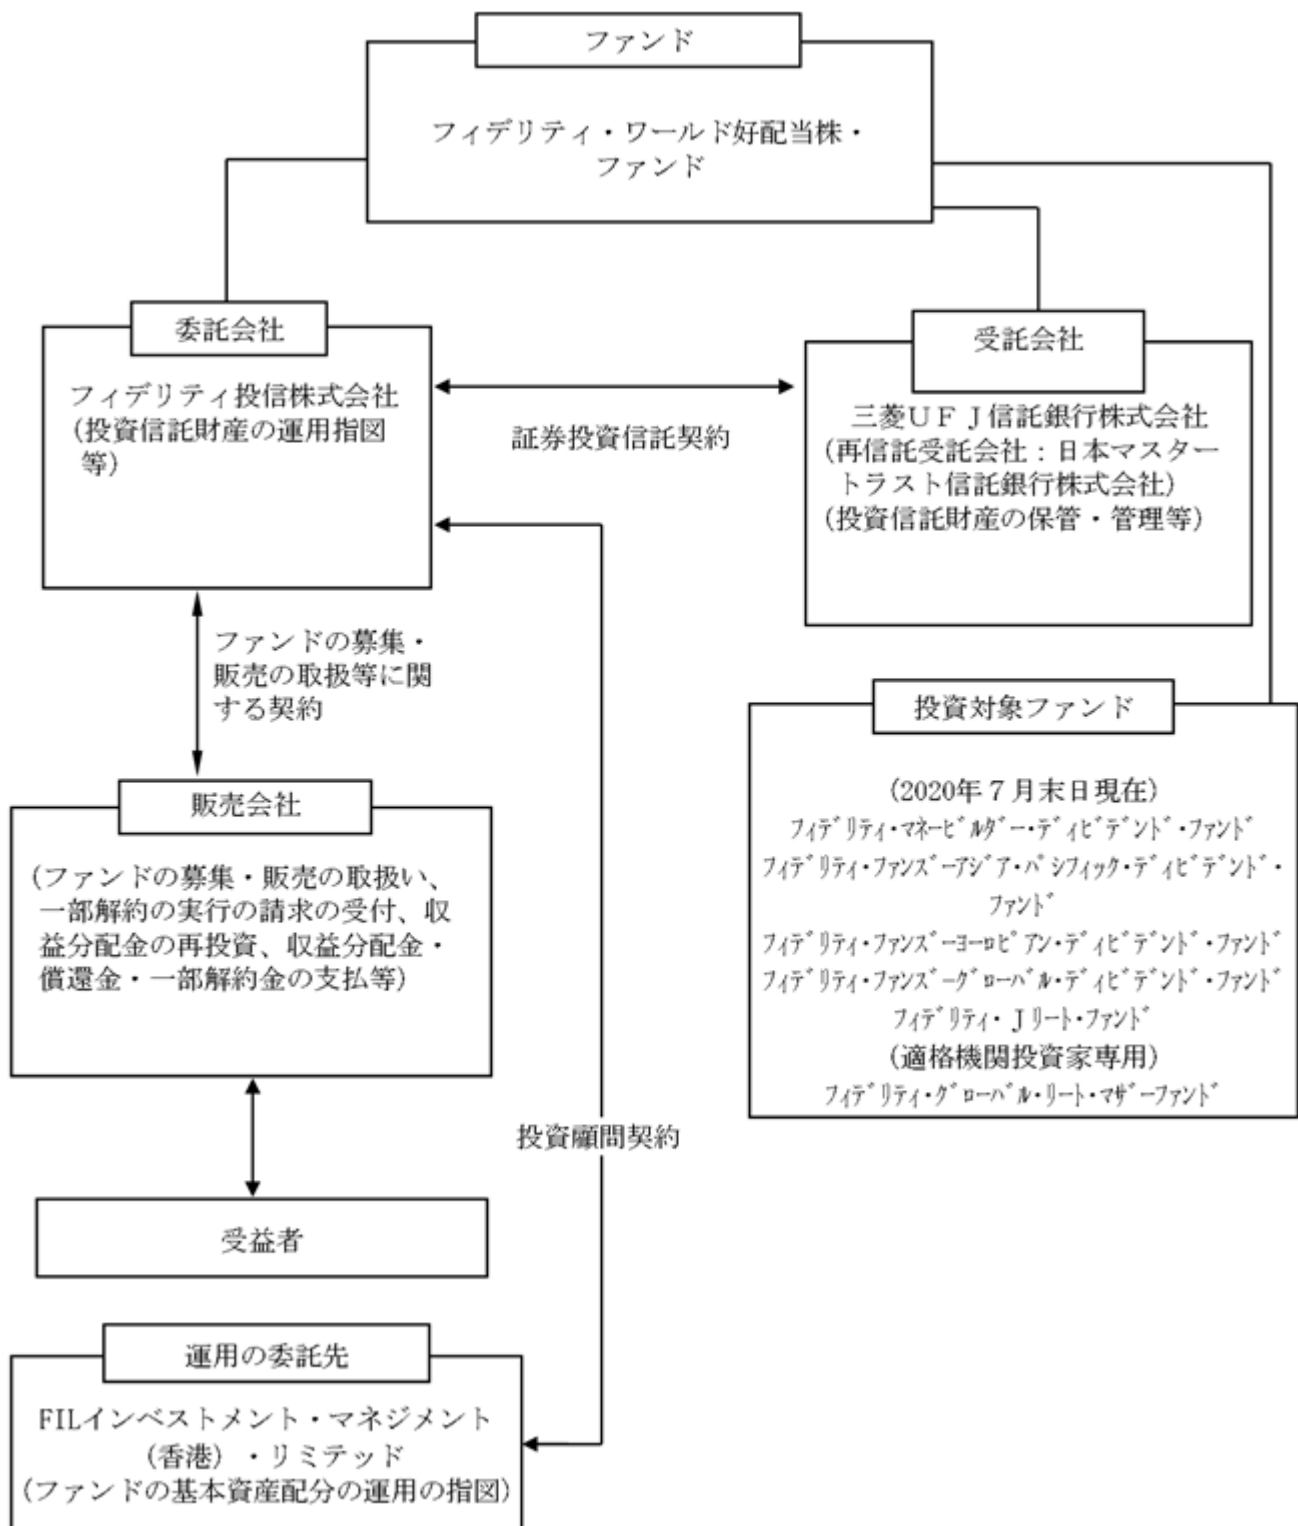 ファンド
フィデリティ・ワールド好配当株・
ファンド
委託会社
フィデリティ投信株式会社
(投資信託財産の運用指図
等)
証券投資信託契約
受託会社
三菱UFJ信託銀行株式会社
(再信託受託会社：日本マスター
トラスト信託銀行株式会社)
(投資信託財産の保管・管理等)
ファンドの募集・
販売の取扱等に関
する契約
販売会社
(ファンドの募集・販売の取扱い、
一部解約の実行の請求の受付、収
益分配金の再投資、収益分配金・
償還金・一部解約金の支払等)
投資対象ファンド
(2020年７月末日現在)
ﾌｨﾃﾞﾘﾃｨ・ﾏﾈｰﾋﾞﾙﾀﾞｰ・ﾃﾞｨﾋﾞﾃﾞﾝﾄﾞ・ﾌｧﾝﾄﾞ
ﾌｨﾃﾞﾘﾃｨ・ﾌｧﾝｽﾞｰｱｼﾞｱ・ﾊﾟｼﾌｨｯｸ・ﾃﾞｨﾋﾞﾃﾞﾝﾄﾞ・
ﾌｧﾝﾄﾞ
ﾌｨﾃﾞﾘﾃｨ・ﾌｧﾝｽﾞｰﾖｰﾛﾋﾟｱﾝ・ﾃﾞｨﾋﾞﾃﾞﾝﾄﾞ・ﾌｧﾝﾄﾞ
ﾌｨﾃﾞﾘﾃｨ・ﾌｧﾝｽﾞｰｸﾞﾛｰﾊﾞﾙ・ﾃﾞｨﾋﾞﾃﾞﾝﾄﾞ・ﾌｧﾝﾄﾞ
ﾌｨﾃﾞﾘﾃｨ・Ｊﾘｰﾄ・ﾌｧﾝﾄﾞ
(適格機関投資家専用)
ﾌｨﾃﾞﾘﾃｨ・ｸﾞﾛｰﾊﾞﾙ・ﾘｰﾄ・ﾏｻﾞｰﾌｧﾝﾄﾞ
投資顧問契約
受益者
運用の委託先
FILインベストメント・マネジメント
(香港)・リミテッド
(ファンドの基本資産配分の運用の指図)